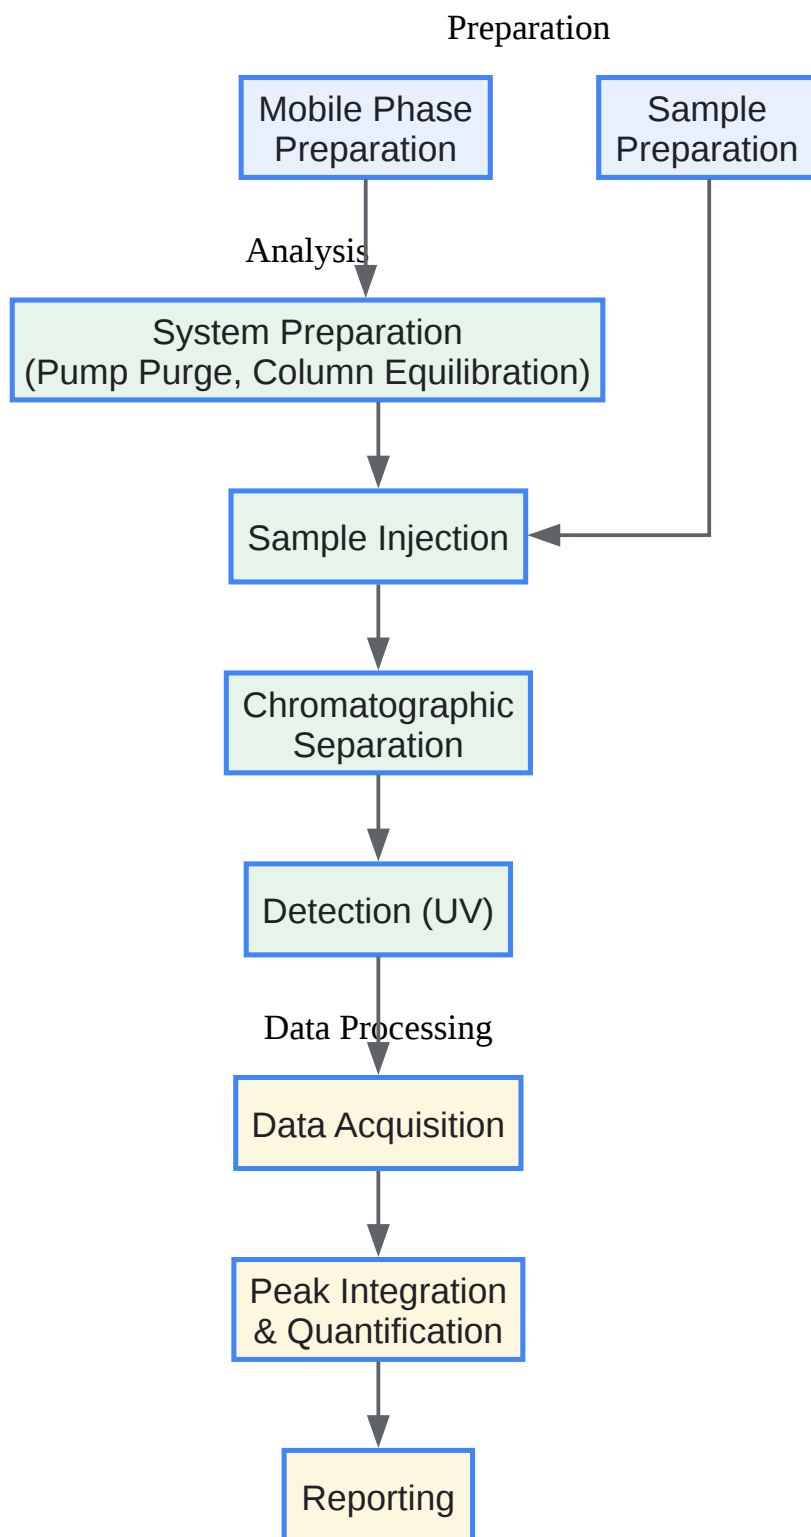 Preparation
Mobile Phase
Preparation
Sample
Preparation
Analysis
System Preparation
(Pump Purge, Column Equilibration)
Sample Injection
Chromatographic
Separation
Detection (UV)
Data Processing
Data Acquisition
Peak Integration
& Quantification
Reporting